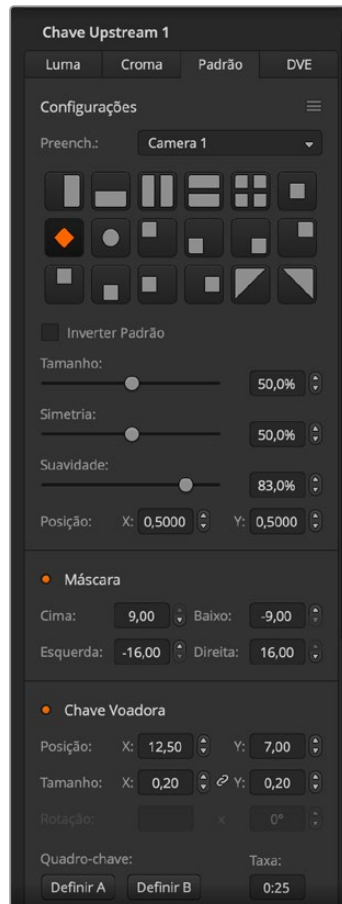 Chave Upstream 1
Luma Croma Padrão DVE
Configurações
Preench.: Camera 1
Inverter Padrão
Tamanho:
50,0%
Simetria:
50,0%
Suavidade:
83,0%
Posição: X: 0,5000 Y: 0,5000
Máscara
Cima: 9,00 Baixo: -9,00
Esquerda: -16,00 Direita: 16,00
Chave Voadora
Posição: X: 12,50 Y: 7,00
Tamanho: X: 0,20 Y: 0,20
Rotação: x 0°
Quadro-chave: Taxa:
Definir A Definir B 0:25